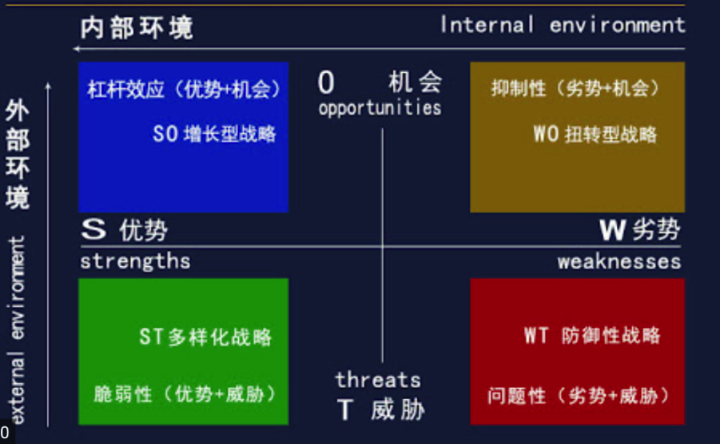 内部环境
Internal environment
外部环境
external environment
杠杆效应（优势+机会）
SO 增长型战略
O 机会
opportunities
抑制性（劣势+机会）
WO 扭转型战略
S 优势
strengths
W 劣势
weaknesses
ST多样化战略
脆弱性（优势+威胁）
threats
T 威胁
WT 防御性战略
问题性（劣势+威胁）
0